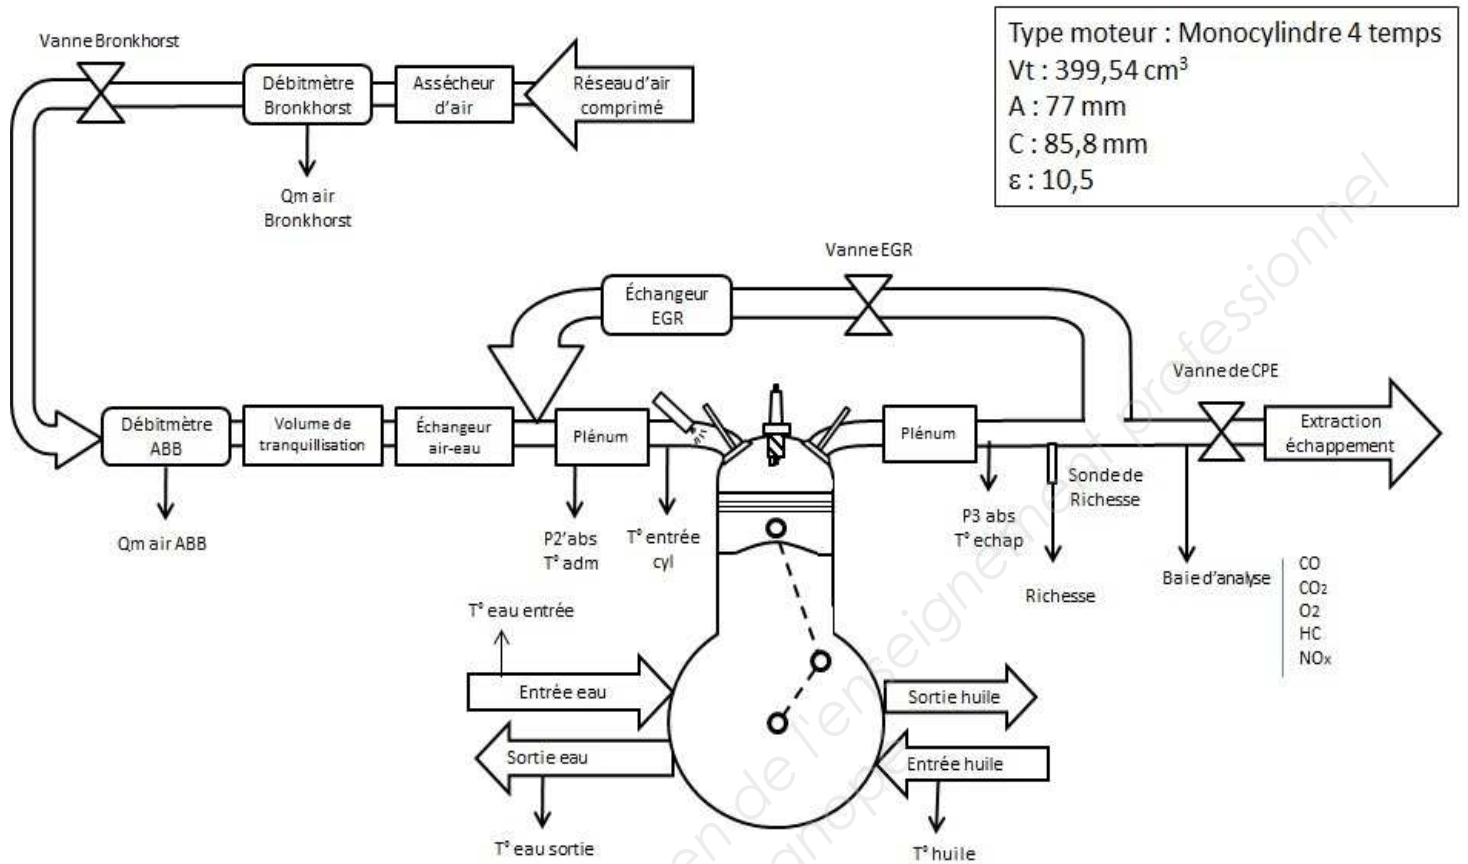 Vanne Bronkhorst
Débitmètre
Bronkhorst
Assécheur
d'air
Réseau d'air
comprimé
Qm air
Bronkhorst
Type moteur : Monocylindre 4 temps
Vt : 399,54 cm³
A : 77 mm
C : 85,8 mm
ε : 10,5
Vanne EGR
Échangeur
EGR
Vanne de CPE
Débitmètre
ABB
Volume de
tranquillisation
Échangeur
air-eau
Plénum
Plénum
Extraction
échappement
Qm air ABB
P2'abs
T° adm
T° entrée
cyl
P3 abs
T° echap
Sonde de
Richesse
Richesse
Baie d'analyse
CO
CO2
O2
HC
NOx
T° eau entrée
Entrée eau
Sortie eau
T° eau sortie
Sortie huile
Entrée huile
T° huile
en de l'enseignement professionnel